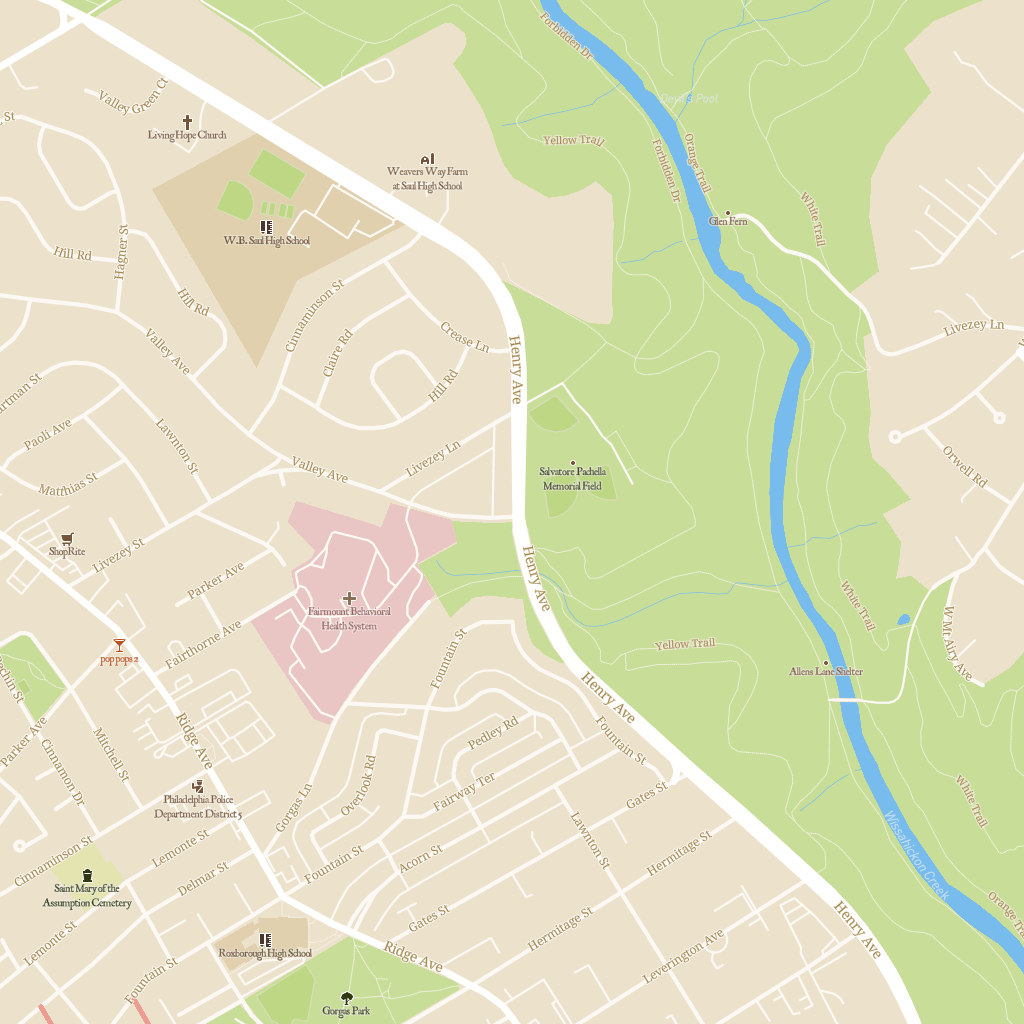 Forbidden Dr
Devil's Pool
Valley Green Ct
St
Living Hope Church
Yellow Trail
Forbidden Dr
Orange Trail
Weavers Way Farm
at Saul High School
White Trail
Glen Fern
W.B. Saul High School
Hagner St
Hill Rd
Hill Rd
Cinnaminson St
Livezey Ln
Crease Ln
Claire Rd
Valley Ave
Henry Ave
Hill Rd
artman St
Paoli Ave
Lawnton St
Livezey Ln
Valley Ave
Orwell Rd
Salvatore Pachella
Memorial Field
Matthias St
ShopRite
Livezey St
Parker Ave
Henry Ave
Fairmount Behavioral
Health System
White Trail
W Mt Airy Ave
Fairthorne Ave
pop pops 2
Fountain St
Yellow Trail
Allens Lane Shelter
achin St
Parker Ave
Henry Ave
Ridge Ave
Mitchell St
Cinnamon Dr
Pedley Rd
Fountain St
Overlook Rd
Gorgas Ln
Fairway Ter
Gates St
White Trail
Philadelphia Police
Department District 5
Wissahickon Creek
Cinnaminson St
Lemonte St
Delmar St
Fountain St
Acorn St
Lawnton St
Hermitage St
Saint Mary of the
Assumption Cemetery
Gates St
Hermitage St
Henry Ave
Orange Tra
Lemonte St
Roxborough High School
Ridge Ave
Leverington Ave
Fountain St
Gorgas Park